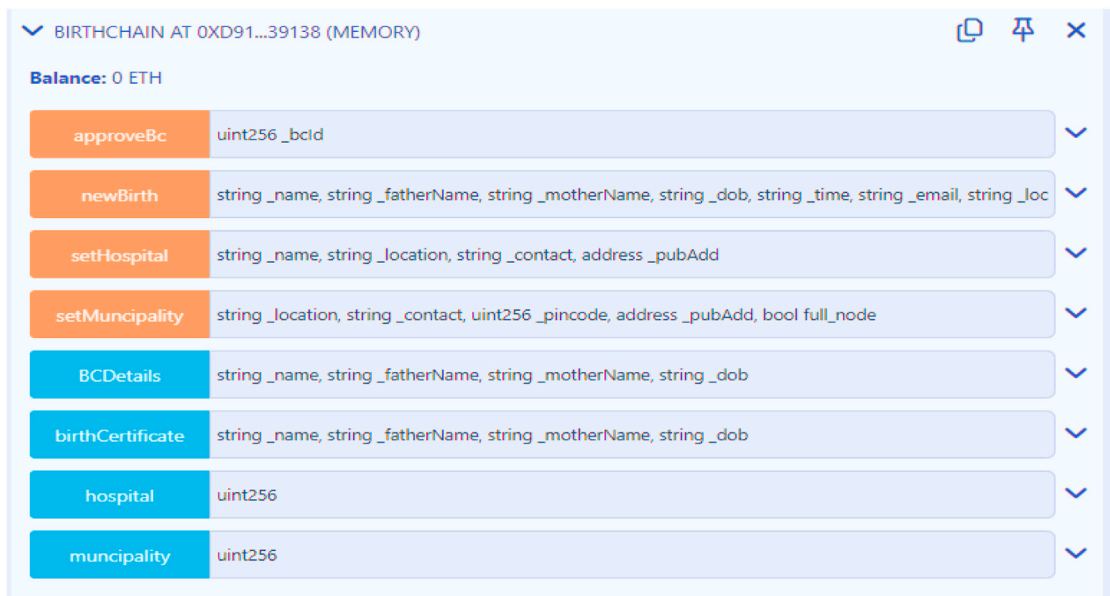 BIRTHCHAIN AT 0XD91...39138 (MEMORY)
Balance: 0 ETH
approveBc uint256 _bcId
newBirth string _name, string _fatherName, string _motherName, string _dob, string _time, string _email, string _loc
setHospital string _name, string _location, string _contact, address _pubAdd
setMuncipality string _location, string _contact, uint256 _pincode, address _pubAdd, bool full_node
BCDetails string _name, string _fatherName, string _motherName, string _dob
birthCertificate string _name, string _fatherName, string _motherName, string _dob
hospital uint256
muncipality uint256